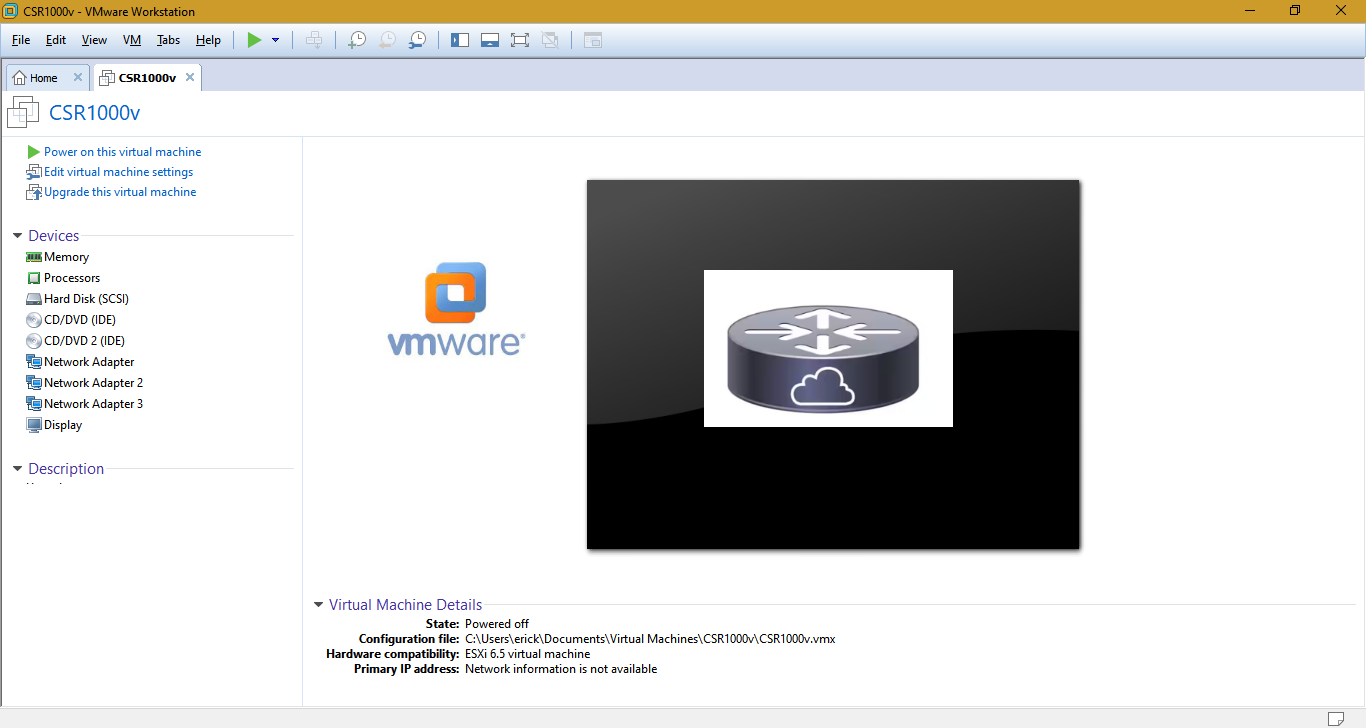 CSR1000v - VMware Workstation
File Edit View VM Tabs Help
Home CSR1000v
CSR1000v
Power on this virtual machine
Edit virtual machine settings
Upgrade this virtual machine
Devices
Memory
Processors
Hard Disk (SCSI)
CD/DVD (IDE)
CD/DVD 2 (IDE)
Network Adapter
Network Adapter 2
Network Adapter 3
Display
Description
vmware®
Virtual Machine Details
State: Powered off
Configuration file: C:\Users\erick\Documents\Virtual Machines\CSR1000v\CSR1000v.vmx
Hardware compatibility: ESXi 6.5 virtual machine
Primary IP address: Network information is not available